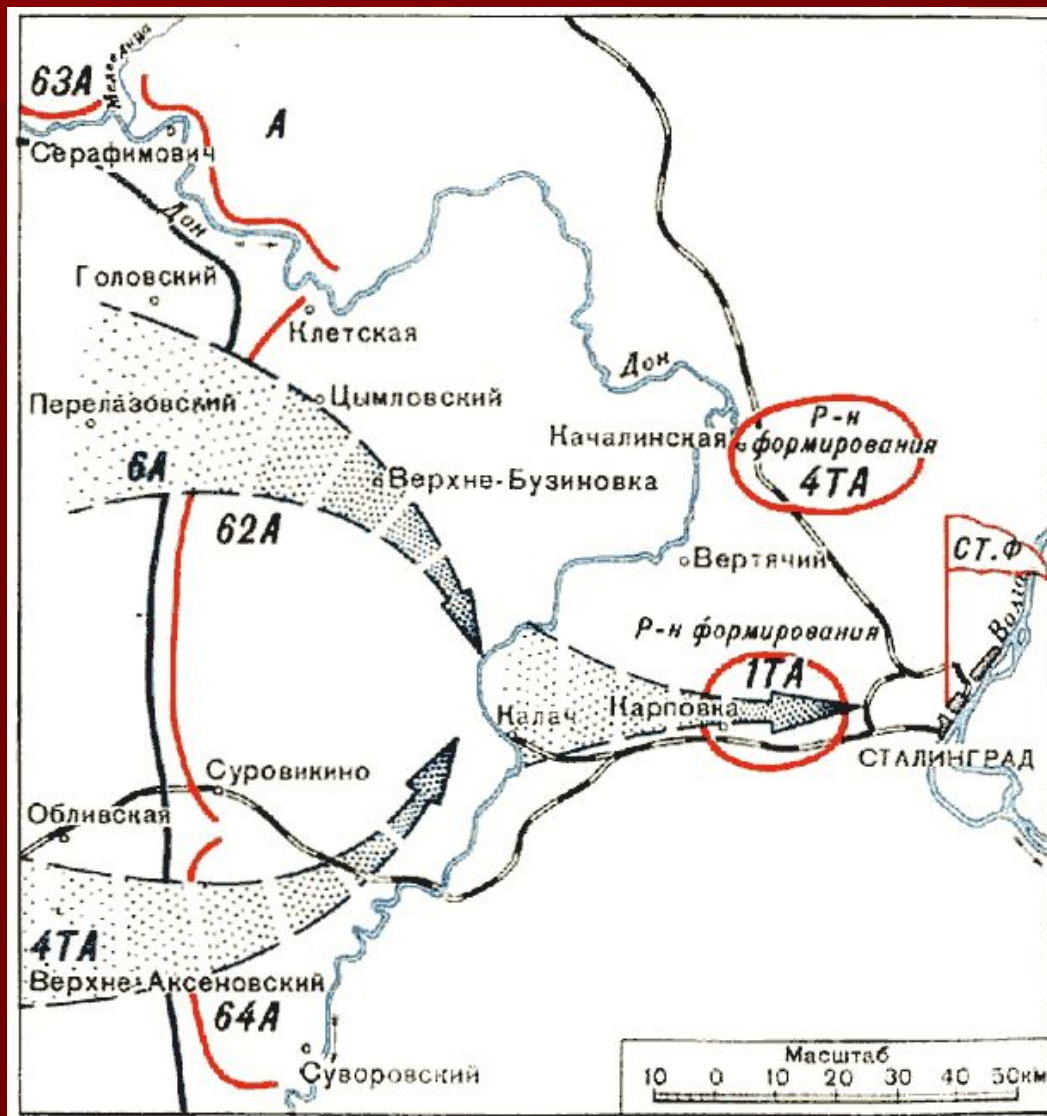 Медведица
63А
А
Серафимович
Дон
Головский
Клетская
Дон
Цымловский
Перелазовский
Качалинская
Р-н
формирования
4ТА
6А
Верхне-Бузиновка
62А
Вертячий
СТ.Ф
Волга
Р-н формирования
1ТА
Калач
Карповка
СТАЛИНГРАД
Суровикино
Обливская
4ТА
Верхне-Аксеновский
64А
Суворовский
Масштаб
10 0 10 20 30 40 50км